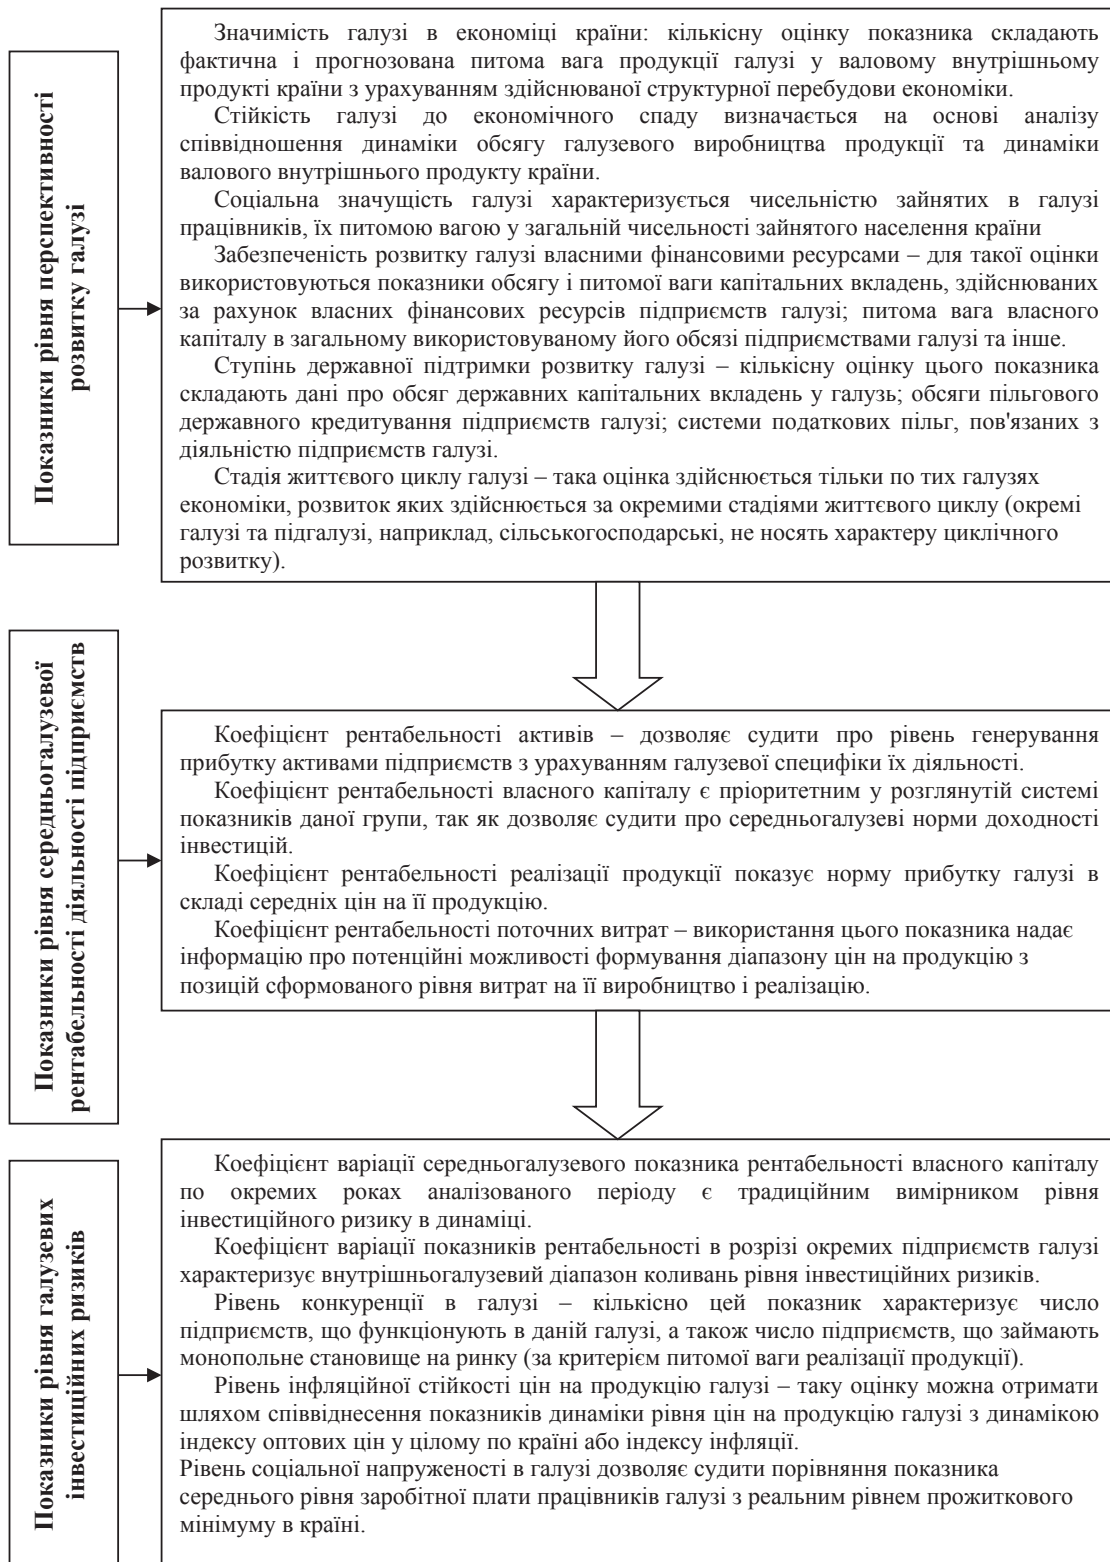 Показники рівня перспективності
розвитку галузі
Значимість галузі в економіці країни: кількісну оцінку показника складають
фактична і прогнозована питома вага продукції галузі у валовому внутрішньому
продукті країни з урахуванням здійснюваної структурної перебудови економіки.
Стійкість галузі до економічного спаду визначається на основі аналізу
співвідношення динаміки обсягу галузевого виробництва продукції та динаміки
валового внутрішнього продукту країни.
Соціальна значущість галузі характеризується чисельністю зайнятих в галузі
працівників, їх питомою вагою у загальній чисельності зайнятого населення країни
Забезпеченість розвитку галузі власними фінансовими ресурсами – для такої оцінки
використовуються показники обсягу і питомої ваги капітальних вкладень, здійснюваних
за рахунок власних фінансових ресурсів підприємств галузі; питома вага власного
капіталу в загальному використовуваному його обсязі підприємствами галузі та інше.
Ступінь державної підтримки розвитку галузі – кількісну оцінку цього показника
складають дані про обсяг державних капітальних вкладень у галузь; обсяги пільгового
державного кредитування підприємств галузі; системи податкових пільг, пов'язаних з
діяльністю підприємств галузі.
Стадія життєвого циклу галузі – така оцінка здійснюється тільки по тих галузях
економіки, розвиток яких здійснюється за окремими стадіями життєвого циклу (окремі
галузі та підгалузі, наприклад, сільськогосподарські, не носять характеру циклічного
розвитку).
Показники рівня середньогалузевої
рентабельності діяльності підприємств
Коефіцієнт рентабельності активів – дозволяє судити про рівень генерування
прибутку активами підприємств з урахуванням галузевої специфіки їх діяльності.
Коефіцієнт рентабельності власного капіталу є пріоритетним у розглянутій системі
показників даної групи, так як дозволяє судити про середньогалузеві норми доходності
інвестицій.
Коефіцієнт рентабельності реалізації продукції показує норму прибутку галузі в
складі середніх цін на її продукцію.
Коефіцієнт рентабельності поточних витрат – використання цього показника надає
інформацію про потенційні можливості формування діапазону цін на продукцію з
позицій сформованого рівня витрат на її виробництво і реалізацію.
Показники рівня галузевих
інвестиційних ризиків
Коефіцієнт варіації середньогалузевого показника рентабельності власного капіталу
по окремих роках аналізованого періоду є традиційним вимірником рівня
інвестиційного ризику в динаміці.
Коефіцієнт варіації показників рентабельності в розрізі окремих підприємств галузі
характеризує внутрішньогалузевий діапазон коливань рівня інвестиційних ризиків.
Рівень конкуренції в галузі – кількісно цей показник характеризує число
підприємств, що функціонують в даній галузі, а також число підприємств, що займають
монопольне становище на ринку (за критерієм питомої ваги реалізації продукції).
Рівень інфляційної стійкості цін на продукцію галузі – таку оцінку можна отримати
шляхом співвіднесення показників динаміки рівня цін на продукцію галузі з динамікою
індексу оптових цін у цілому по країні або індексу інфляції.
Рівень соціальної напруженості в галузі дозволяє судити порівняння показника
середнього рівня заробітної плати працівників галузі з реальним рівнем прожиткового
мінімуму в країні.